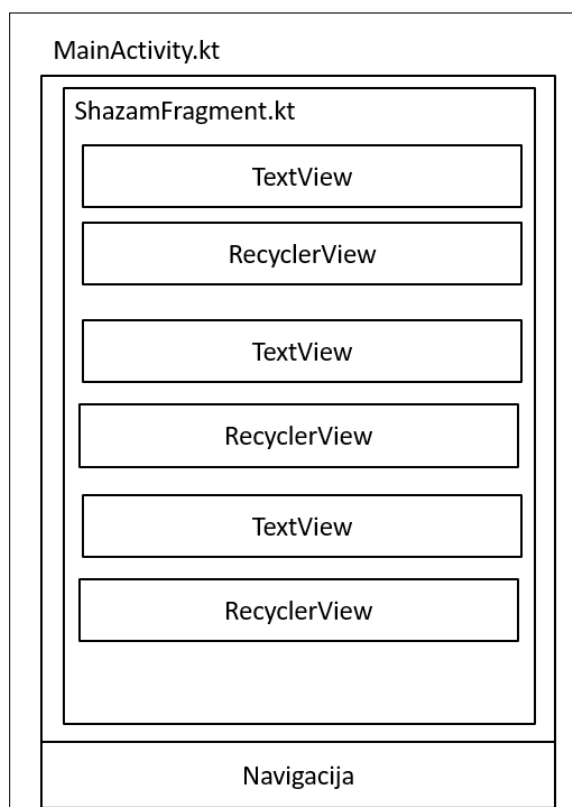 MainActivity.kt
ShazamFragment.kt
TextView
RecyclerView
TextView
RecyclerView
TextView
RecyclerView
Navigacija